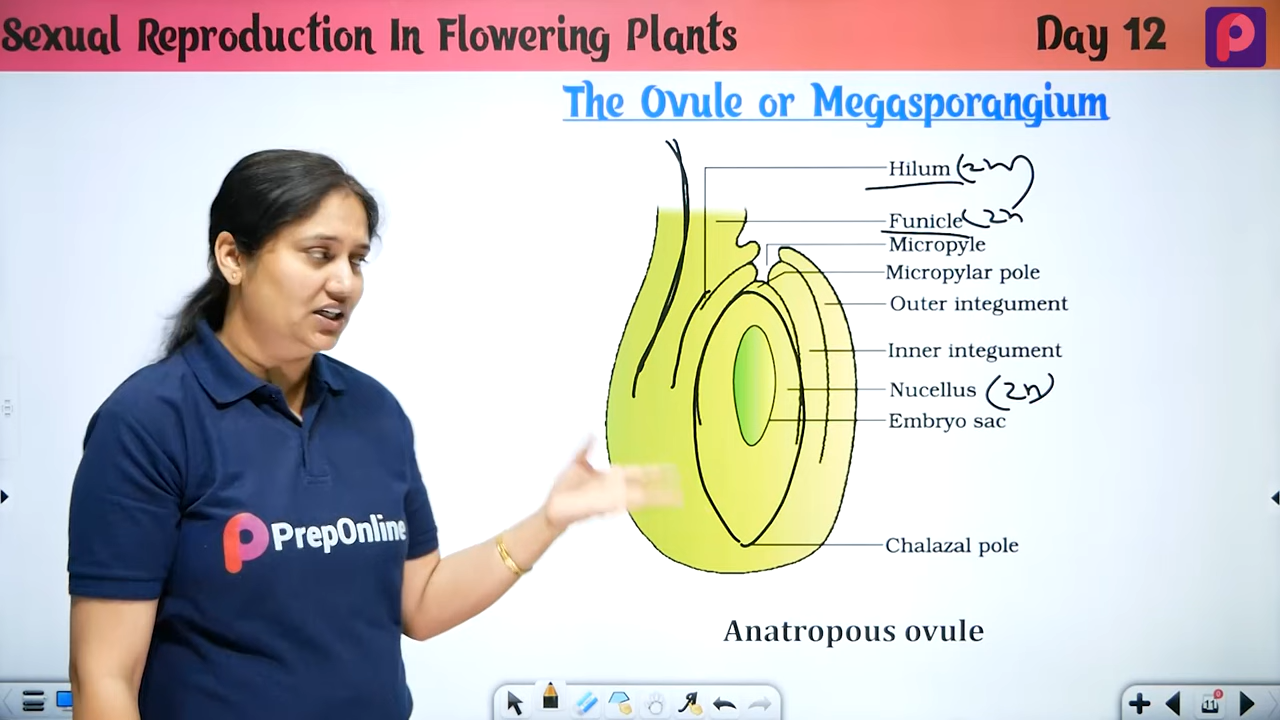 Sexual Reproduction In Flowering Plants
Day 12
The Ovule or Megasporangium
Hilum (2n)
Funicle (2n
Micropyle
Micropylar pole
Outer integument
Inner integument
Nucellus (2n)
Embryo sac
Chalazal pole
Anatropous ovule
PrepOnline
11